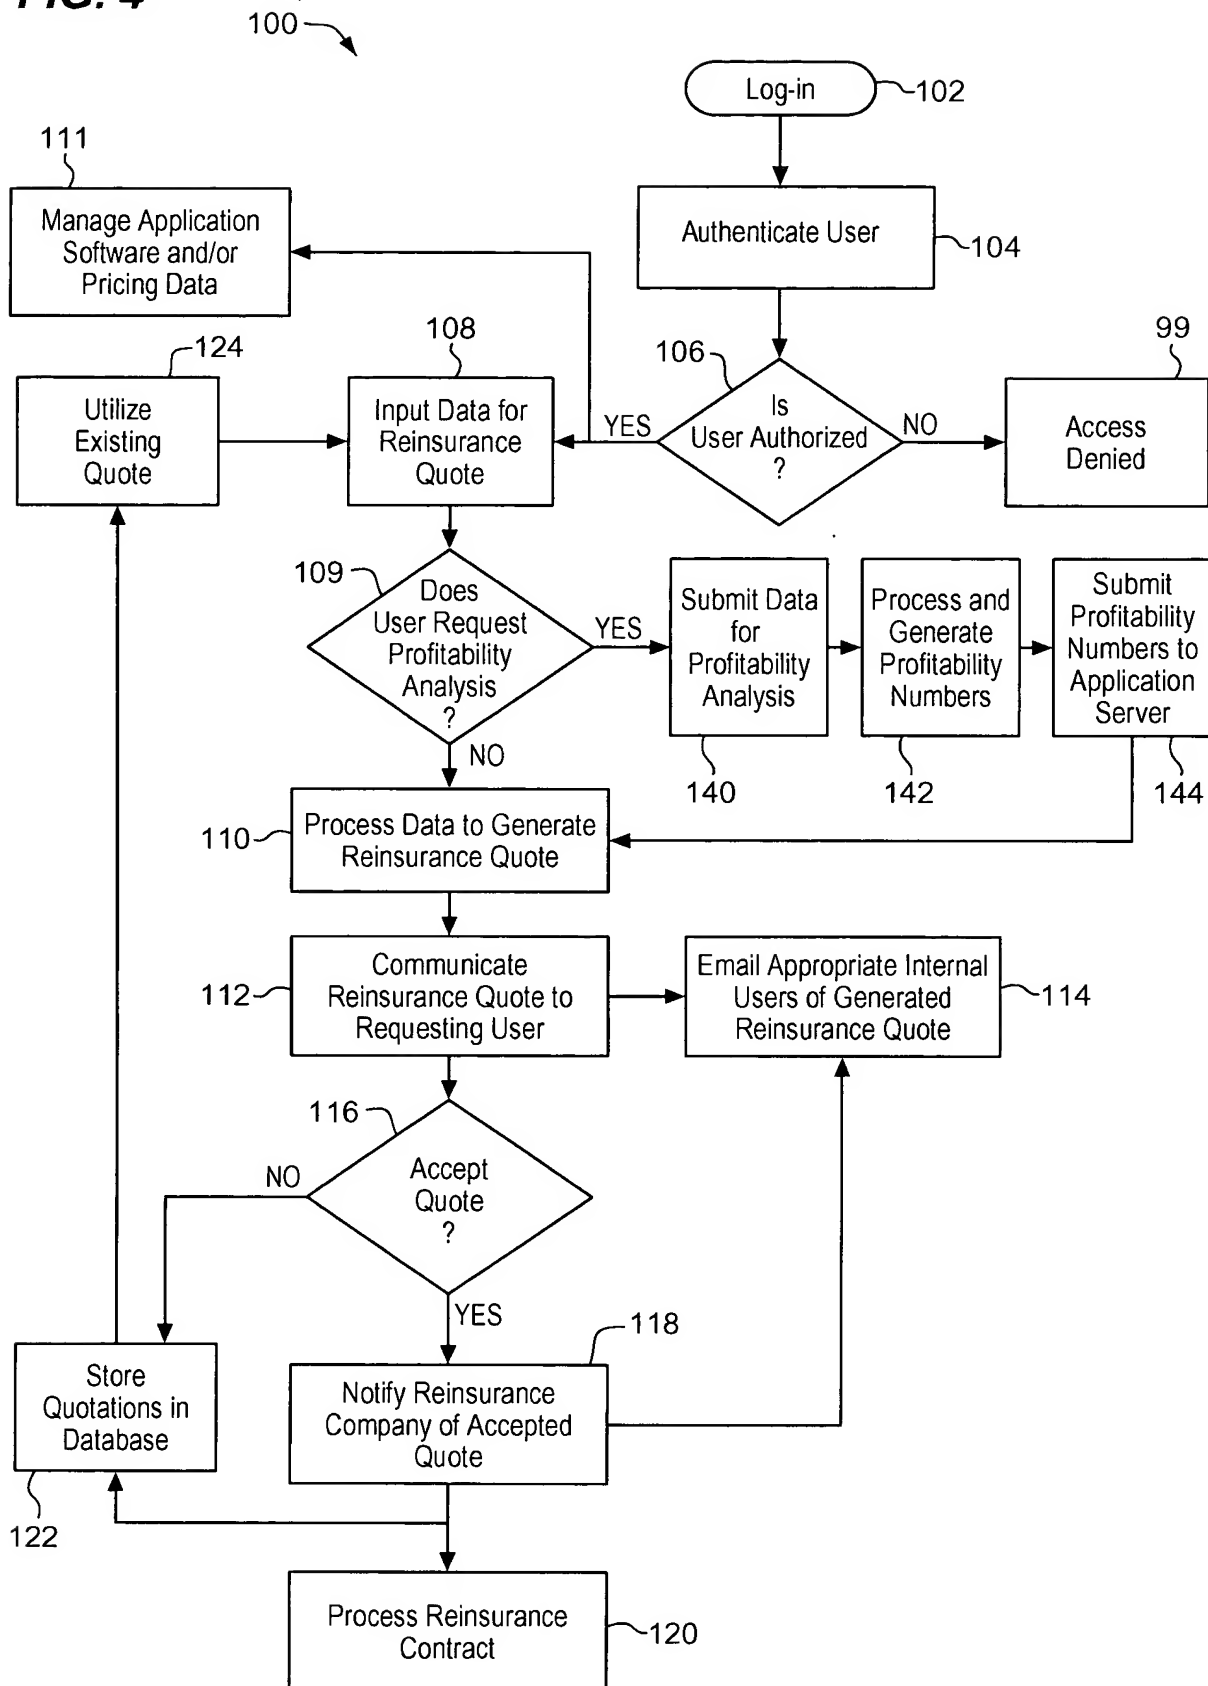 FIG. 4
100
Log-in
102
111
Manage Application
Software and/or
Pricing Data
Authenticate User
104
124
Utilize
Existing
Quote
108
Input Data for
Reinsurance
Quote
YES
106
Is
User Authorized
?
NO
99
Access
Denied
109
Does
User Request
Profitability
Analysis
?
YES
NO
Submit Data
for
Profitability
Analysis
140
Process and
Generate
Profitability
Numbers
142
Submit
Profitability
Numbers to
Application
Server
144
110
Process Data to Generate
Reinsurance Quote
112
Communicate
Reinsurance Quote to
Requesting User
Email Appropriate Internal
Users of Generated
Reinsurance Quote
114
116
Accept
Quote
?
NO
YES
118
Store
Quotations in
Database
122
Notify Reinsurance
Company of Accepted
Quote
Process Reinsurance
Contract
120